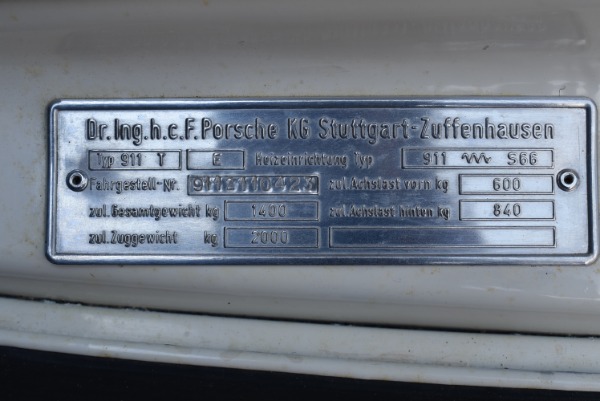 Dr.Ing.h.c.F.Porsche KG Stuttgart-Zuffenhausen
Typ 911 T E Heizeinrichtung Typ 911 S66
Fahrgestell-Nr. zul.Achslast vorn kg 600
zul.Gesamtgewicht kg 1400 zul.Achslast hinten kg 840
zul.Zuggewicht kg 2000